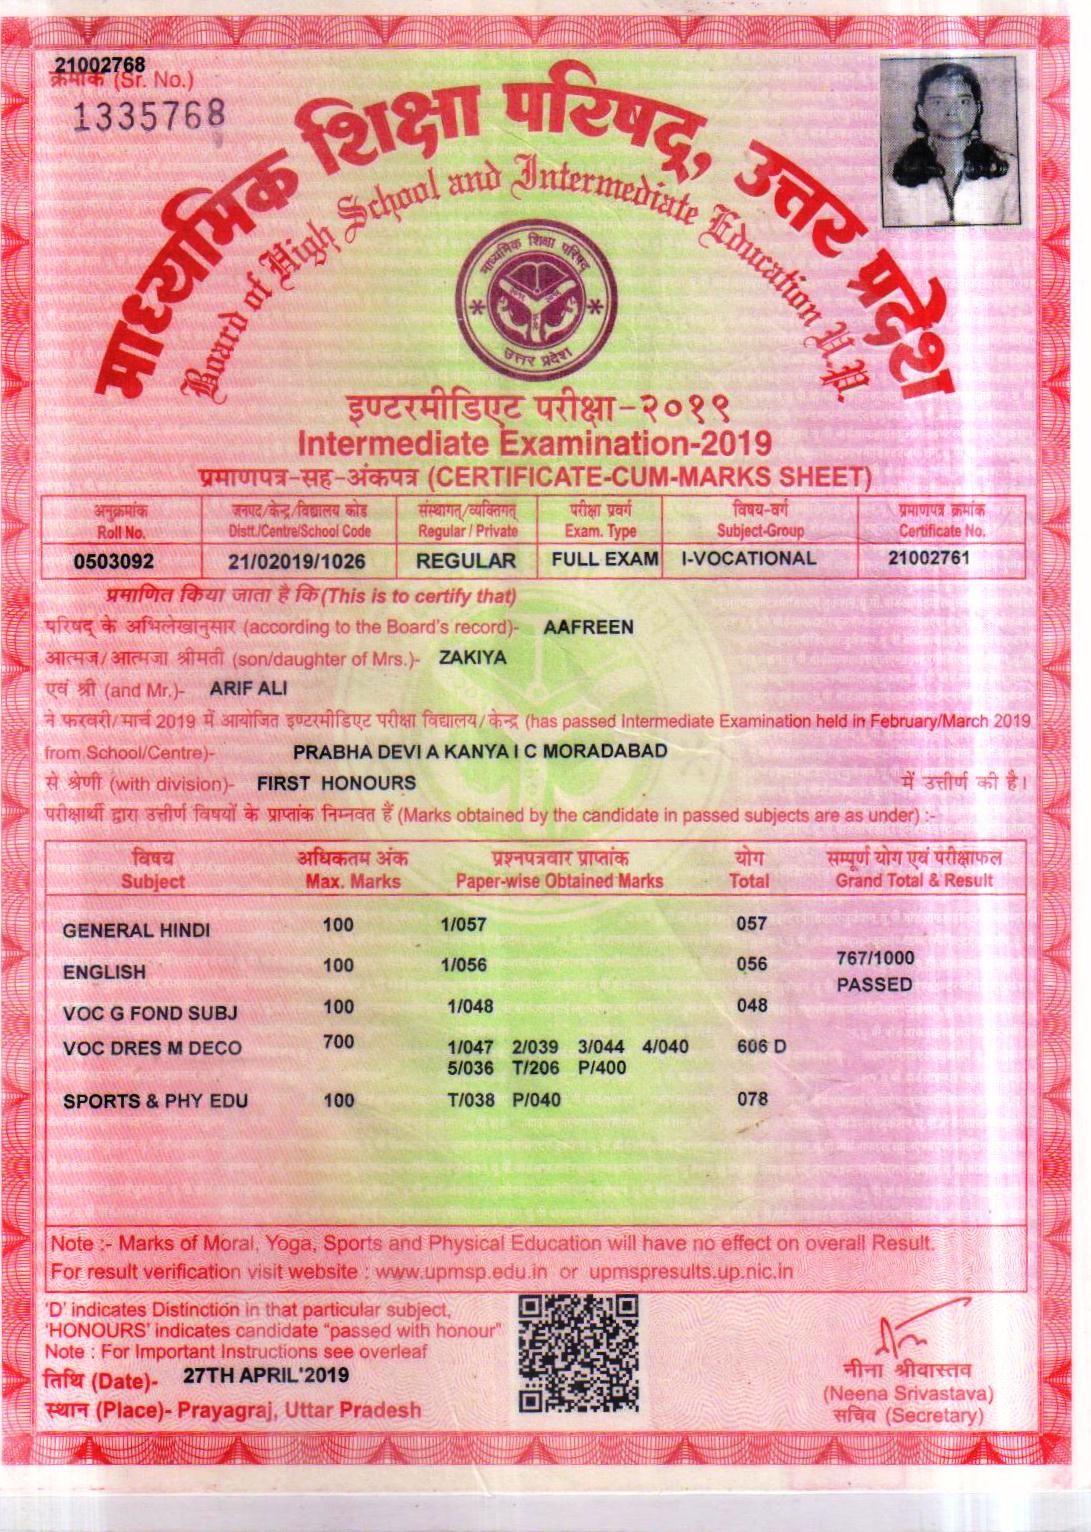 21002768
क्रमांक (Sr. No.)
1335768
माध्यमिक शिक्षा परिषद्, उत्तर प्रदेश
Board of High School and Intermediate Education U.P.
माध्यमिक शिक्षा परिषद्
उत्तर प्रदेश
इण्टरमीडिएट परीक्षा-२०१९
Intermediate Examination-2019
प्रमाणपत्र-सह-अंकपत्र (CERTIFICATE-CUM-MARKS SHEET)
अनुक्रमांक जनपद/केन्द्र/विद्यालय कोड संस्थागत्/व्यक्तिगत् परीक्षा प्रवर्ग विषय-वर्ग प्रमाणपत्र क्रमांक
Roll No. Distt./Centre/School Code Regular / Private Exam. Type Subject-Group Certificate No.
0503092 21/02019/1026 REGULAR FULL EXAM I-VOCATIONAL 21002761
प्रमाणित किया जाता है कि (This is to certify that)
परिषद् के अभिलेखानुसार (according to the Board's record)- AAFREEN
आत्मज/आत्मजा श्रीमती (son/daughter of Mrs.)- ZAKIYA
एवं श्री (and Mr.)- ARIF ALI
ने फरवरी/मार्च 2019 में आयोजित इण्टरमीडिएट परीक्षा विद्यालय/केन्द्र (has passed Intermediate Examination held in February/March 2019
from School/Centre)- PRABHA DEVI A KANYA I C MORADABAD
से श्रेणी (with division)- FIRST HONOURS में उत्तीर्ण की है।
परीक्षार्थी द्वारा उत्तीर्ण विषयों के प्राप्तांक निम्नवत हैं (Marks obtained by the candidate in passed subjects are as under) :-
विषय अधिकतम अंक प्रश्नपत्रवार प्राप्तांक योग सम्पूर्ण योग एवं परीक्षाफल
Subject Max. Marks Paper-wise Obtained Marks Total Grand Total & Result
GENERAL HINDI 100 1/057 057
ENGLISH 100 1/056 056 767/1000
PASSED
VOC G FOND SUBJ 100 1/048 048
VOC DRES M DECO 700 1/047 2/039 3/044 4/040 606 D
5/036 T/206 P/400
SPORTS & PHY EDU 100 T/038 P/040 078
Note :- Marks of Moral, Yoga, Sports and Physical Education will have no effect on overall Result.
For result verification visit website : www.upmsp.edu.in or upmspresults.up.nic.in
'D' indicates Distinction in that particular subject,
'HONOURS' indicates candidate "passed with honour"
Note : For Important Instructions see overleaf
तिथि (Date)- 27TH APRIL'2019
स्थान (Place)- Prayagraj, Uttar Pradesh
नीना श्रीवास्तव
(Neena Srivastava)
सचिव (Secretary)